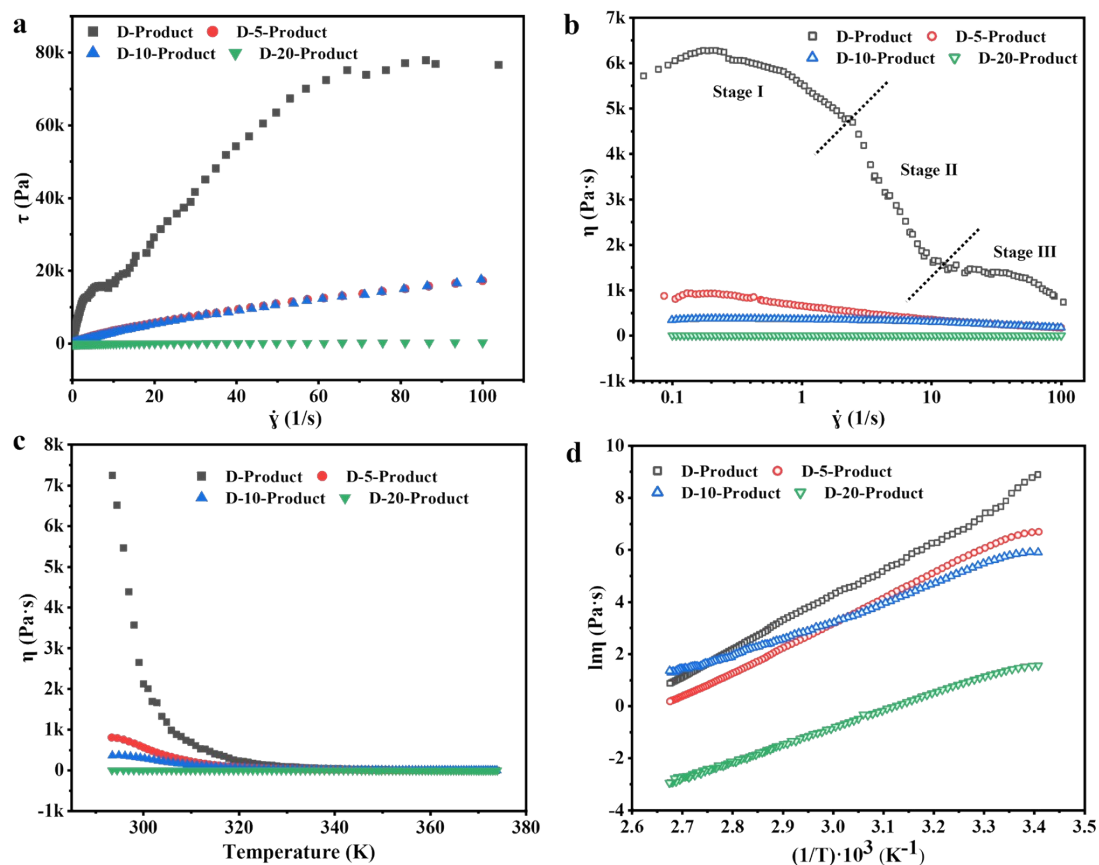 a
D-Product D-5-Product
D-10-Product D-20-Product
80k
60k
40k
20k
0
τ (Pa)
0 20 40 60 80 100
γ̇ (1/s)
b
D-Product D-5-Product
D-10-Product D-20-Product
7k
6k
5k
4k
3k
2k
1k
0
-1k
η (Pa·s)
Stage I
Stage II
Stage III
0.1 1 10 100
γ̇ (1/s)
c
D-Product D-5-Product
D-10-Product D-20-Product
8k
7k
6k
5k
4k
3k
2k
1k
0
-1k
η (Pa·s)
300 320 340 360 380
Temperature (K)
d
D-Product D-5-Product
D-10-Product D-20-Product
10
8
6
4
2
0
-2
-4
lnη (Pa·s)
2.6 2.7 2.8 2.9 3.0 3.1 3.2 3.3 3.4 3.5
(1/T)·10³ (K⁻¹)